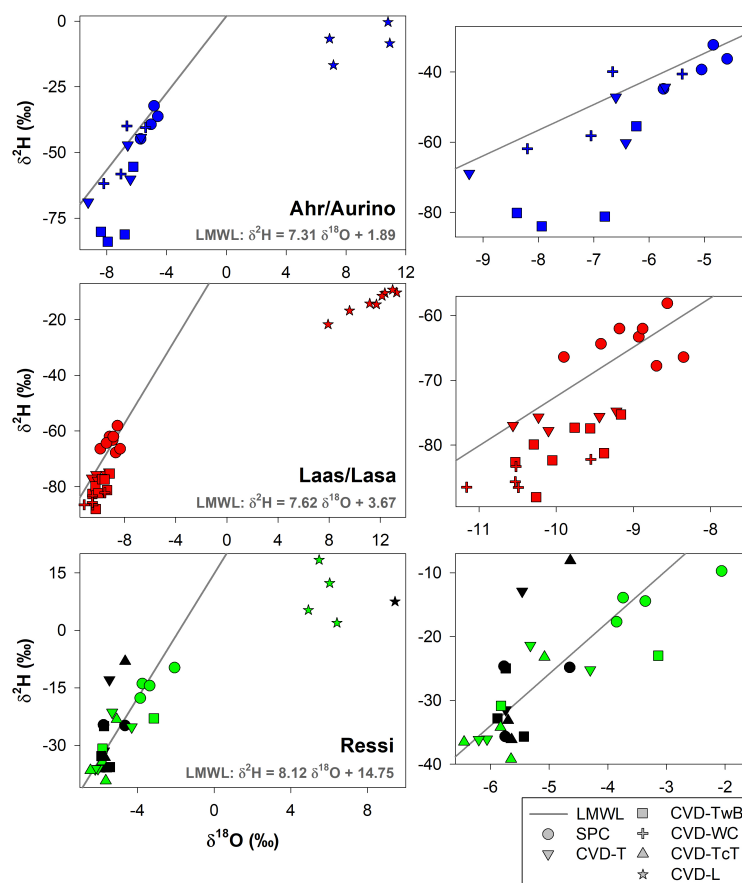 0
-25
-50
-75
δ²H (‰)
Ahr/Aurino
LMWL: δ²H = 7.31 δ¹⁸O + 1.89
-8 -4 0 4 8 12
-40
-60
-80
-9 -8 -7 -6 -5
-20
-40
-60
-80
δ²H (‰)
Laas/Lasa
LMWL: δ²H = 7.62 δ¹⁸O + 3.67
-8 -4 0 4 8 12
-60
-70
-80
-11 -10 -9 -8
15
0
-15
-30
δ²H (‰)
Ressi
LMWL: δ²H = 8.12 δ¹⁸O + 14.75
-8 -4 0 4 8
δ¹⁸O (‰)
-10
-20
-30
-40
-6 -5 -4 -3 -2
LMWL
SPC
CVD-T
CVD-TwB
CVD-WC
CVD-TcT
CVD-L